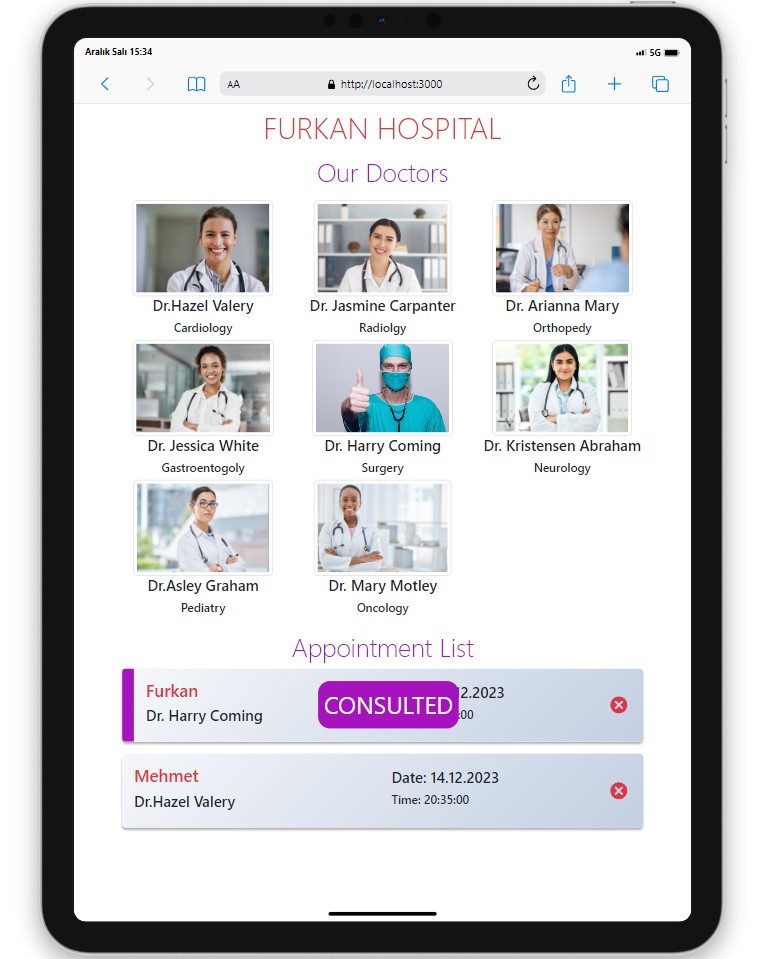 Aralık Salı 15:34
5G
AA
http://localhost:3000
FURKAN HOSPITAL
Our Doctors
Dr.Hazel Valery
Cardiology
Dr. Jasmine Carpanter
Radiolgy
Dr. Arianna Mary
Orthopedy
Dr. Jessica White
Gastroentogoly
Dr. Harry Coming
Surgery
Dr. Kristensen Abraham
Neurology
Dr.Asley Graham
Pediatry
Dr. Mary Motley
Oncology
Appointment List
Furkan
Dr. Harry Coming
CONSULTED
2.2023
:00
Mehmet
Dr.Hazel Valery
Date: 14.12.2023
Time: 20:35:00